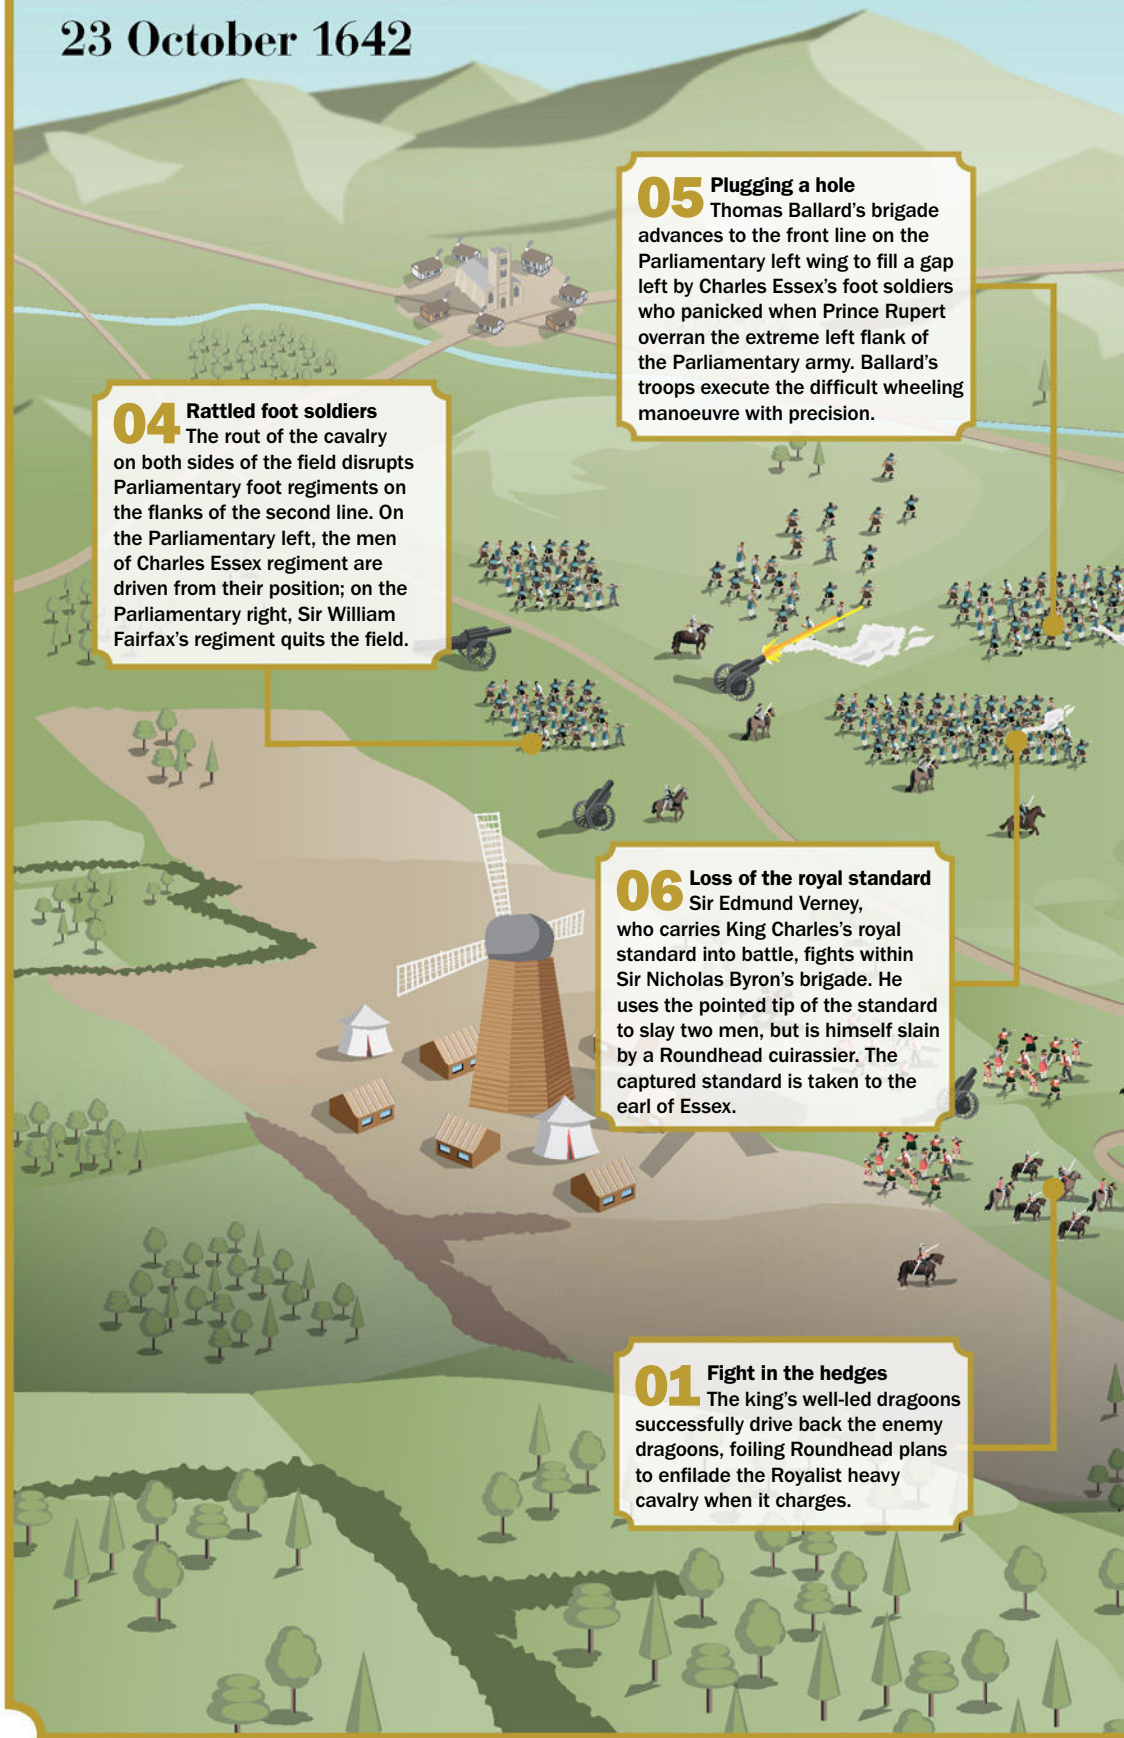 23 October 1642
05 Plugging a hole
Thomas Ballard's brigade
advances to the front line on the
Parliamentary left wing to fill a gap
left by Charles Essex's foot soldiers
who panicked when Prince Rupert
overran the extreme left flank of
the Parliamentary army. Ballard's
troops execute the difficult wheeling
manoeuvre with precision.
04 Rattled foot soldiers
The rout of the cavalry
on both sides of the field disrupts
Parliamentary foot regiments on
the flanks of the second line. On
the Parliamentary left, the men
of Charles Essex regiment are
driven from their position; on the
Parliamentary right, Sir William
Fairfax's regiment quits the field.
06 Loss of the royal standard
Sir Edmund Verney,
who carries King Charles's royal
standard into battle, fights within
Sir Nicholas Byron's brigade. He
uses the pointed tip of the standard
to slay two men, but is himself slain
by a Roundhead cuirassier. The
captured standard is taken to the
earl of Essex.
01 Fight in the hedges
The king's well-led dragoons
successfully drive back the enemy
dragoons, foiling Roundhead plans
to enfilade the Royalist heavy
cavalry when it charges.